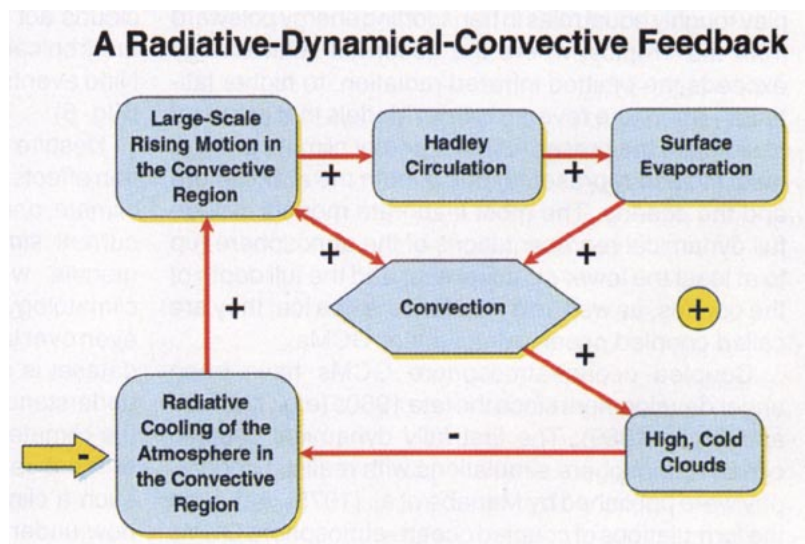 A Radiative-Dynamical-Convective Feedback
Large-Scale
Rising Motion in
the Convective
Region
+
Hadley
Circulation
+
Surface
Evaporation
+
+
Convection
+
+
+
Radiative
Cooling of the
Atmosphere in
the Convective
Region
-
-
High, Cold
Clouds